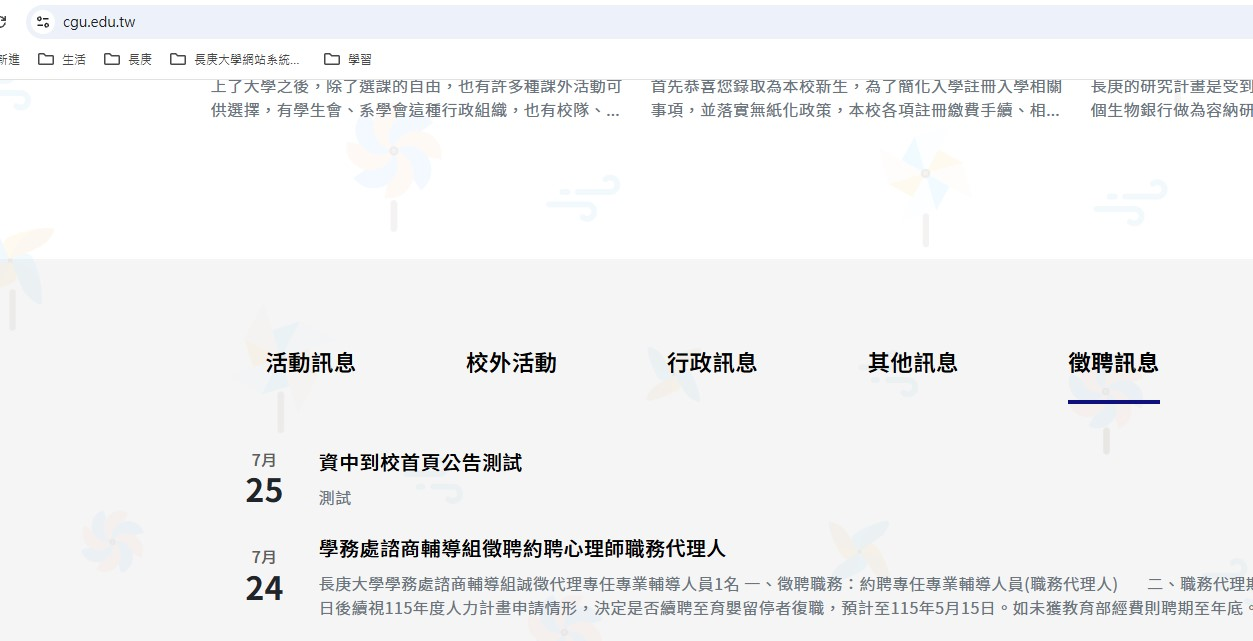 cgu.edu.tw
新進
生活
長庚
長庚大學網站系統...
學習
上了大學之後，除了選課的自由，也有許多種課外活動可
供選擇，有學生會、系學會這種行政組織，也有校隊、...
首先恭喜您錄取為本校新生，為了簡化入學註冊入學相關
事項，並落實無紙化政策，本校各項註冊繳費手續、相...
長庚的研究計畫是受到
個生物銀行做為容納研
活動訊息
校外活動
行政訊息
其他訊息
徵聘訊息
7月
25
資中到校首頁公告測試
測試
7月
24
學務處諮商輔導組徵聘約聘心理師職務代理人
長庚大學學務處諮商輔導組誠徵代理專任專業輔導人員1名 一、徵聘職務：約聘專任專業輔導人員(職務代理人) 二、職務代理期
日後續視115年度人力計畫申請情形，決定是否續聘至育嬰留停者復職，預計至115年5月15日。如未獲教育部經費則聘期至年底。